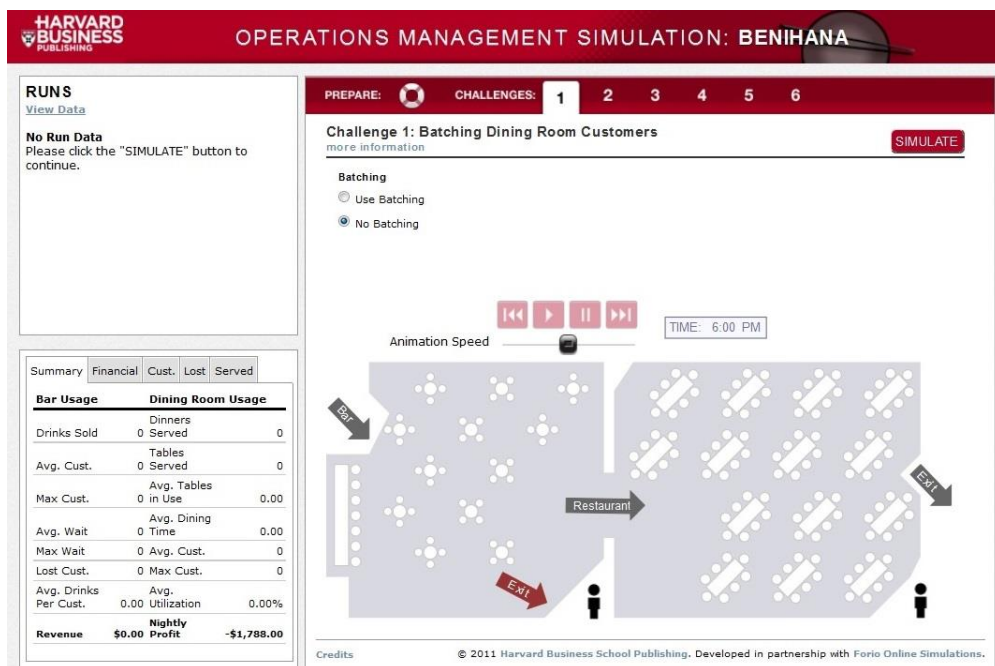 HARVARD
BUSINESS
PUBLISHING
OPERATIONS MANAGEMENT SIMULATION: BENIHANA
RUNS
View Data
No Run Data
Please click the "SIMULATE" button to
continue.
PREPARE: CHALLENGES: 1 2 3 4 5 6
Challenge 1: Batching Dining Room Customers
more information
SIMULATE
Batching
Use Batching
No Batching
Animation Speed
TIME: 6:00 PM
Bar
Restaurant
Exit
Exit
Summary Financial Cust. Lost Served
Bar Usage Dining Room Usage
Drinks Sold 0 Dinners Served 0
Avg. Cust. 0 Tables Served 0
Max Cust. 0 Avg. Tables in Use 0.00
Avg. Wait 0 Avg. Dining Time 0.00
Max Wait 0 Avg. Cust. 0
Lost Cust. 0 Max Cust. 0
Avg. Drinks Per Cust. 0.00 Avg. Utilization 0.00%
Revenue $0.00 Nightly Profit -$1,788.00
Credits
© 2011 Harvard Business School Publishing. Developed in partnership with Forio Online Simulations.